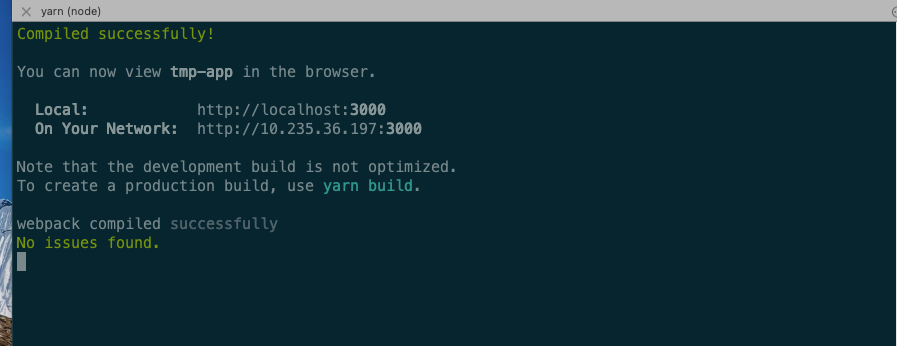 yarn (node)
Compiled successfully!
You can now view tmp-app in the browser.
Local: http://localhost:3000
On Your Network: http://10.235.36.197:3000
Note that the development build is not optimized.
To create a production build, use yarn build.
webpack compiled successfully
No issues found.